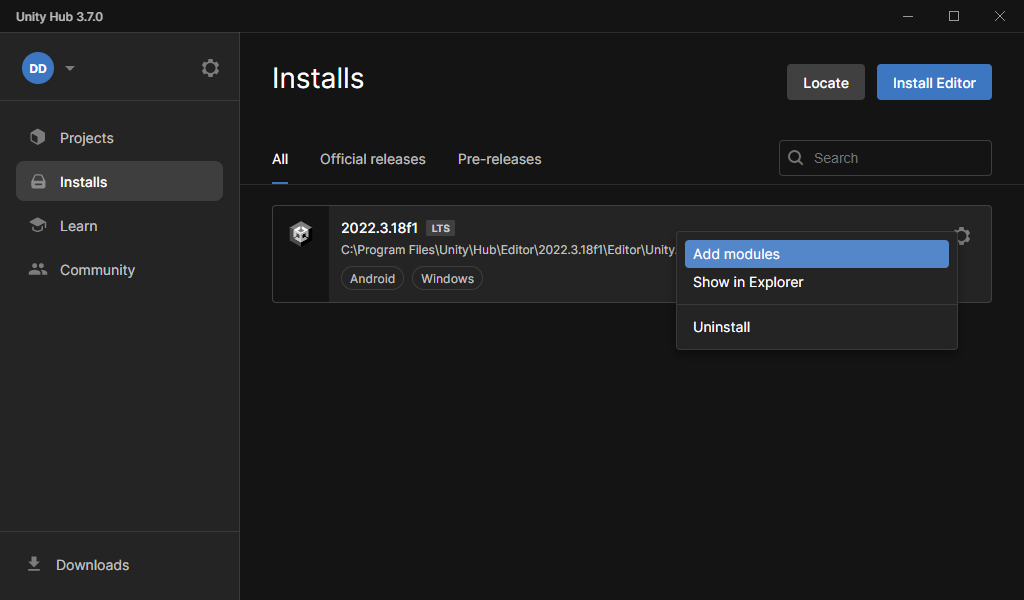 Unity Hub 3.7.0
DD
Projects
Installs
Learn
Community
Downloads
Installs
Locate
Install Editor
All
Official releases
Pre-releases
Search
2022.3.18f1 LTS
C:\Program Files\Unity\Hub\Editor\2022.3.18f1\Editor\Unity.
Android
Windows
Add modules
Show in Explorer
Uninstall